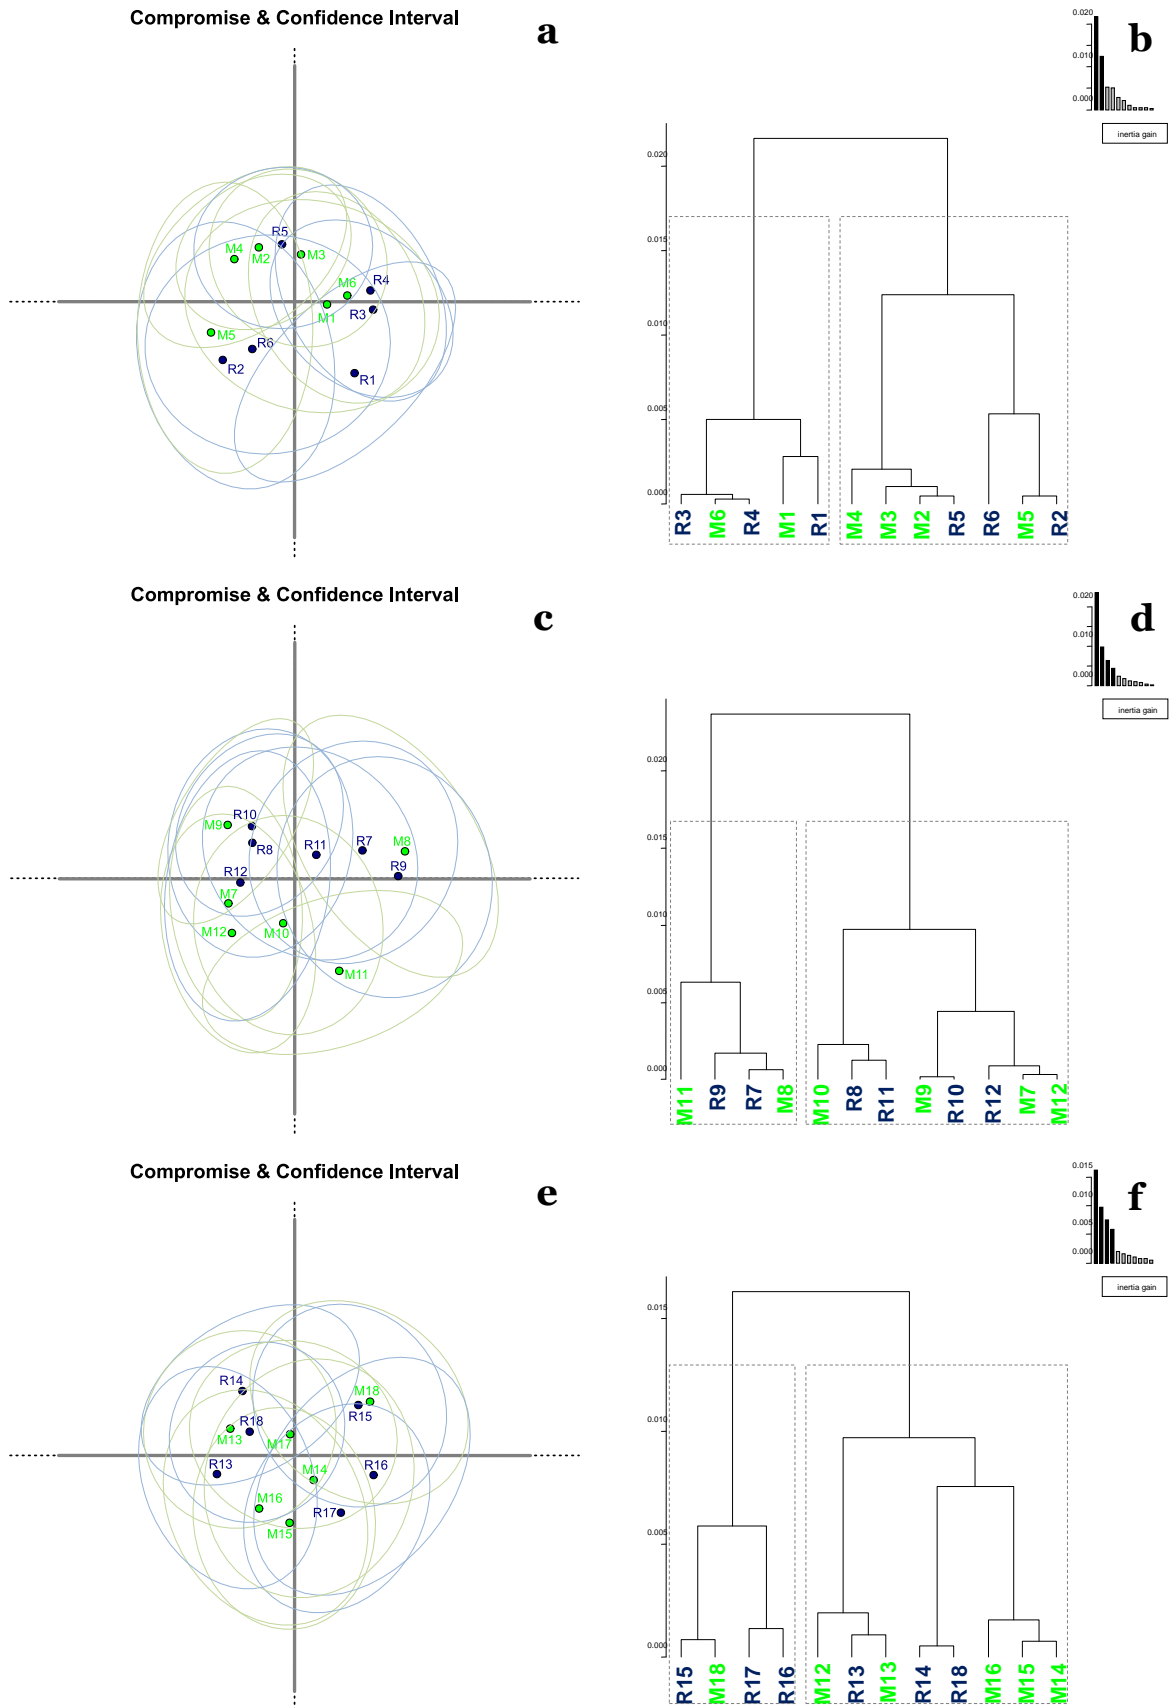 Compromise & Confidence Interval
a
R5
M4
M2
M3
R4
M6
R3
M1
M5
R6
R2
R1
b
0.020
0.010
0.000
inertia gain
0.020
0.015
0.010
0.005
0.000
R3
M6
R4
M1
R1
M4
M3
M2
R5
R6
M5
R2
Compromise & Confidence Interval
c
R10
M9
R8
R11
R7
M8
R9
R12
M7
M12
M10
M11
d
0.020
0.010
0.000
inertia gain
0.020
0.015
0.010
0.005
0.000
M11
R9
R7
M8
M10
R8
R11
M9
R10
R12
M7
M12
Compromise & Confidence Interval
e
R14
M18
R15
R18
M13
M17
R13
M14
R16
M16
R17
M15
f
0.015
0.010
0.005
0.000
inertia gain
0.015
0.010
0.005
0.000
R15
M18
R17
R16
M12
R13
M13
R14
R18
M16
M15
M14